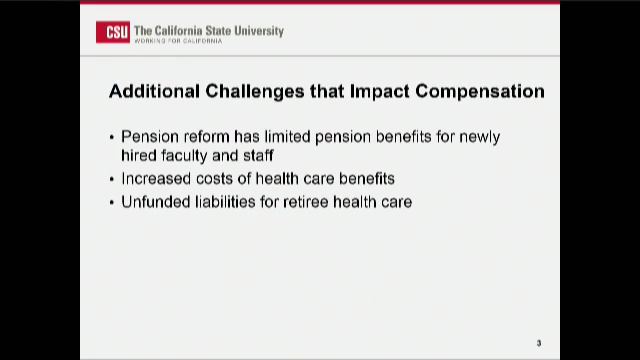 CSU The California State University
WORKING FOR CALIFORNIA
Additional Challenges that Impact Compensation
• Pension reform has limited pension benefits for newly
hired faculty and staff
• Increased costs of health care benefits
• Unfunded liabilities for retiree health care
3